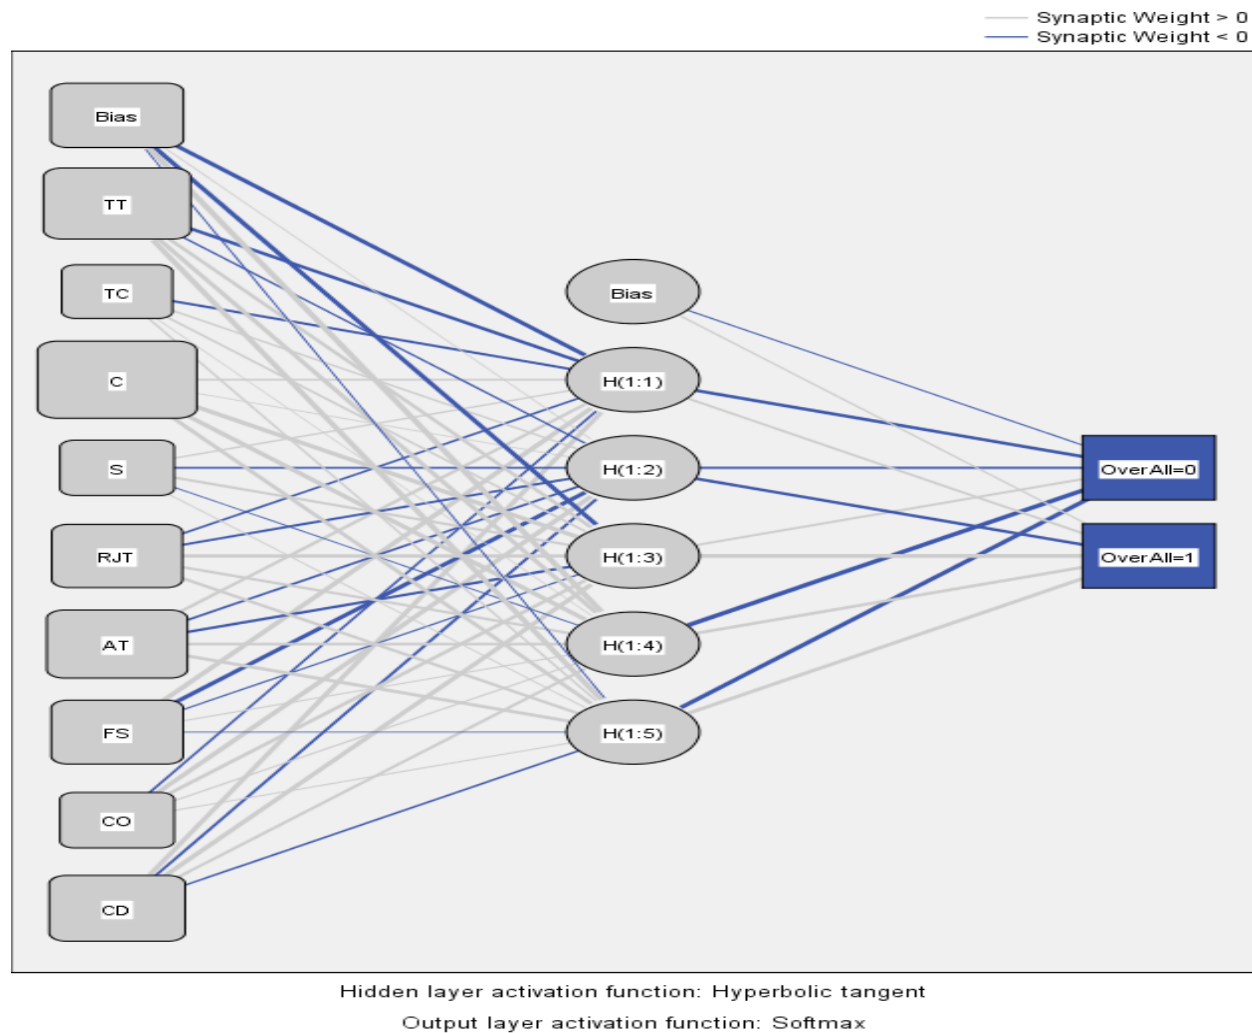 Synaptic Weight > 0
Synaptic Weight < 0
Bias
TT
TC
C
S
RJT
AT
FS
CO
CD
Bias
H(1:1)
H(1:2)
H(1:3)
H(1:4)
H(1:5)
OverAll=0
OverAll=1
Hidden layer activation function: Hyperbolic tangent
Output layer activation function: Softmax